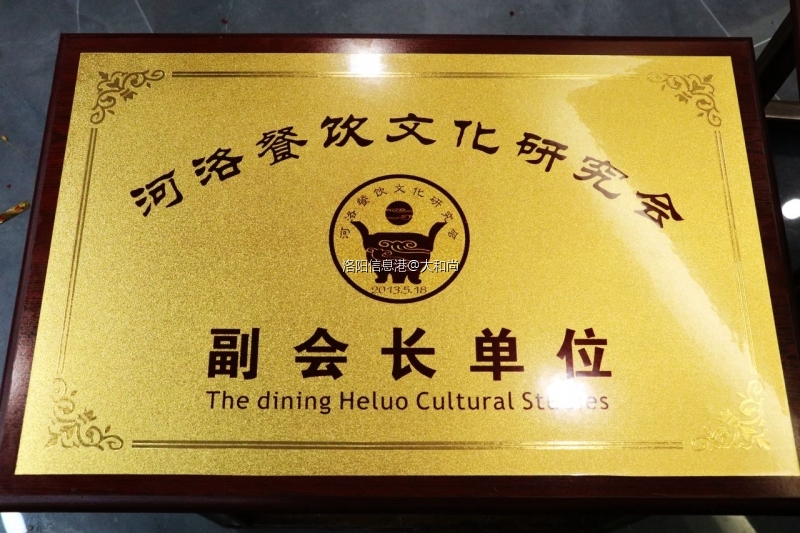 河洛餐饮文化研究会
河洛餐饮文化研究会
洛阳信息港@大和尚
2013.5.18
副会长单位
The dining Heluo Cultural Studies